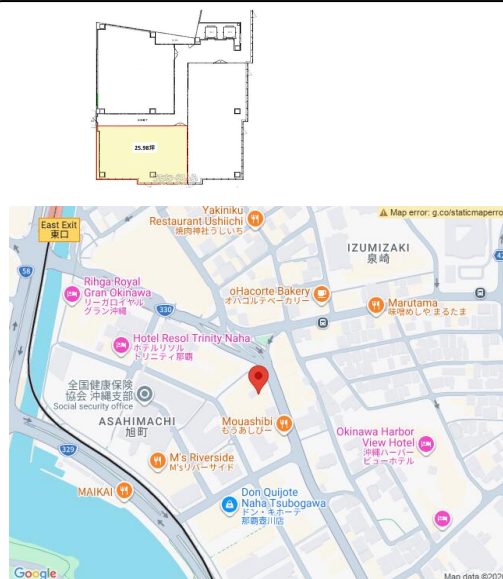 25.98坪
Map error: g.co/staticmaperro
East Exit
東口
Yakiniku
Restaurant Ushiichi
焼肉神社うしいち
IZUMIZAKI
泉崎
58
42
Rihga Royal
Gran Okinawa
リーガロイヤル
グラン沖縄
330
oHacorte Bakery
オハコルテベーカリー
Marutama
味噌めしや まるたま
Hotel Resol Trinity Naha
ホテルリソル
トリニティ那覇
全国健康保険
協会 沖縄支部
Social security office
ASAHIMACHI
旭町
Mouashibi
もうあしびー
Okinawa Harbor
View Hotel
沖縄ハーバー
ビューホテル
329
M's Riverside
M'sリバーサイド
MAIKAI
Don Quijote
Naha Tsubogawa
ドン・キホーテ
那覇壺川店
Google
Map data ©202